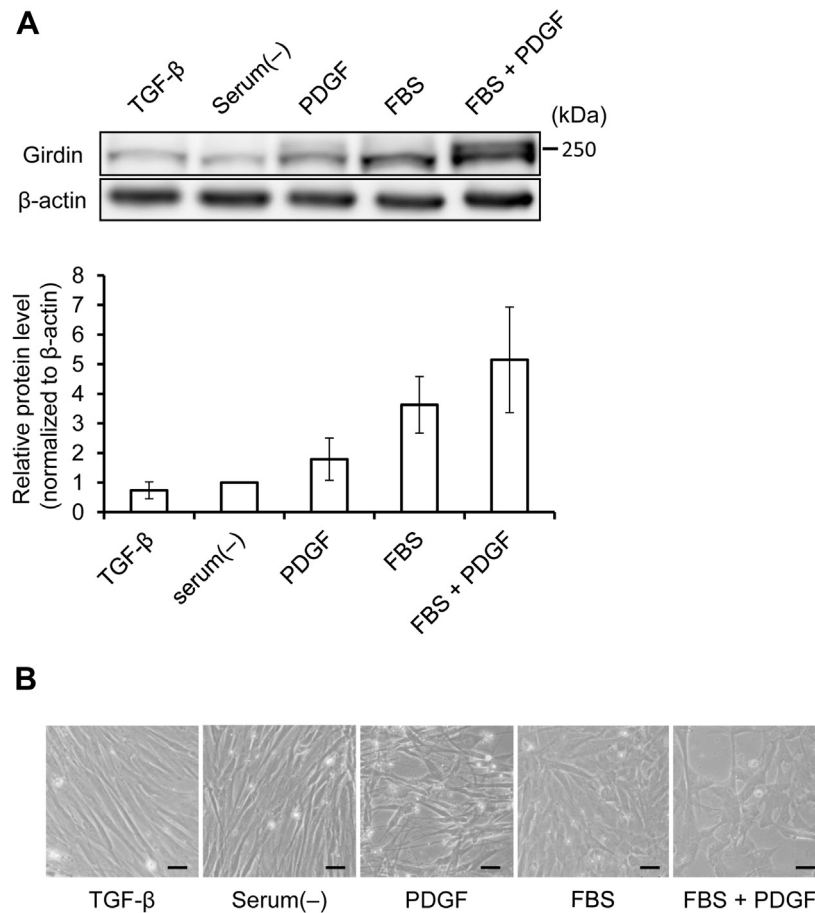 A
TGF-β
Serum(–)
PDGF
FBS
FBS + PDGF
(kDa)
Girdin
250
β-actin
Relative protein level
(normalized to β-actin)
8
7
6
5
4
3
2
1
0
TGF-β
serum(–)
PDGF
FBS
FBS + PDGF
B
TGF-β
Serum(–)
PDGF
FBS
FBS + PDGF